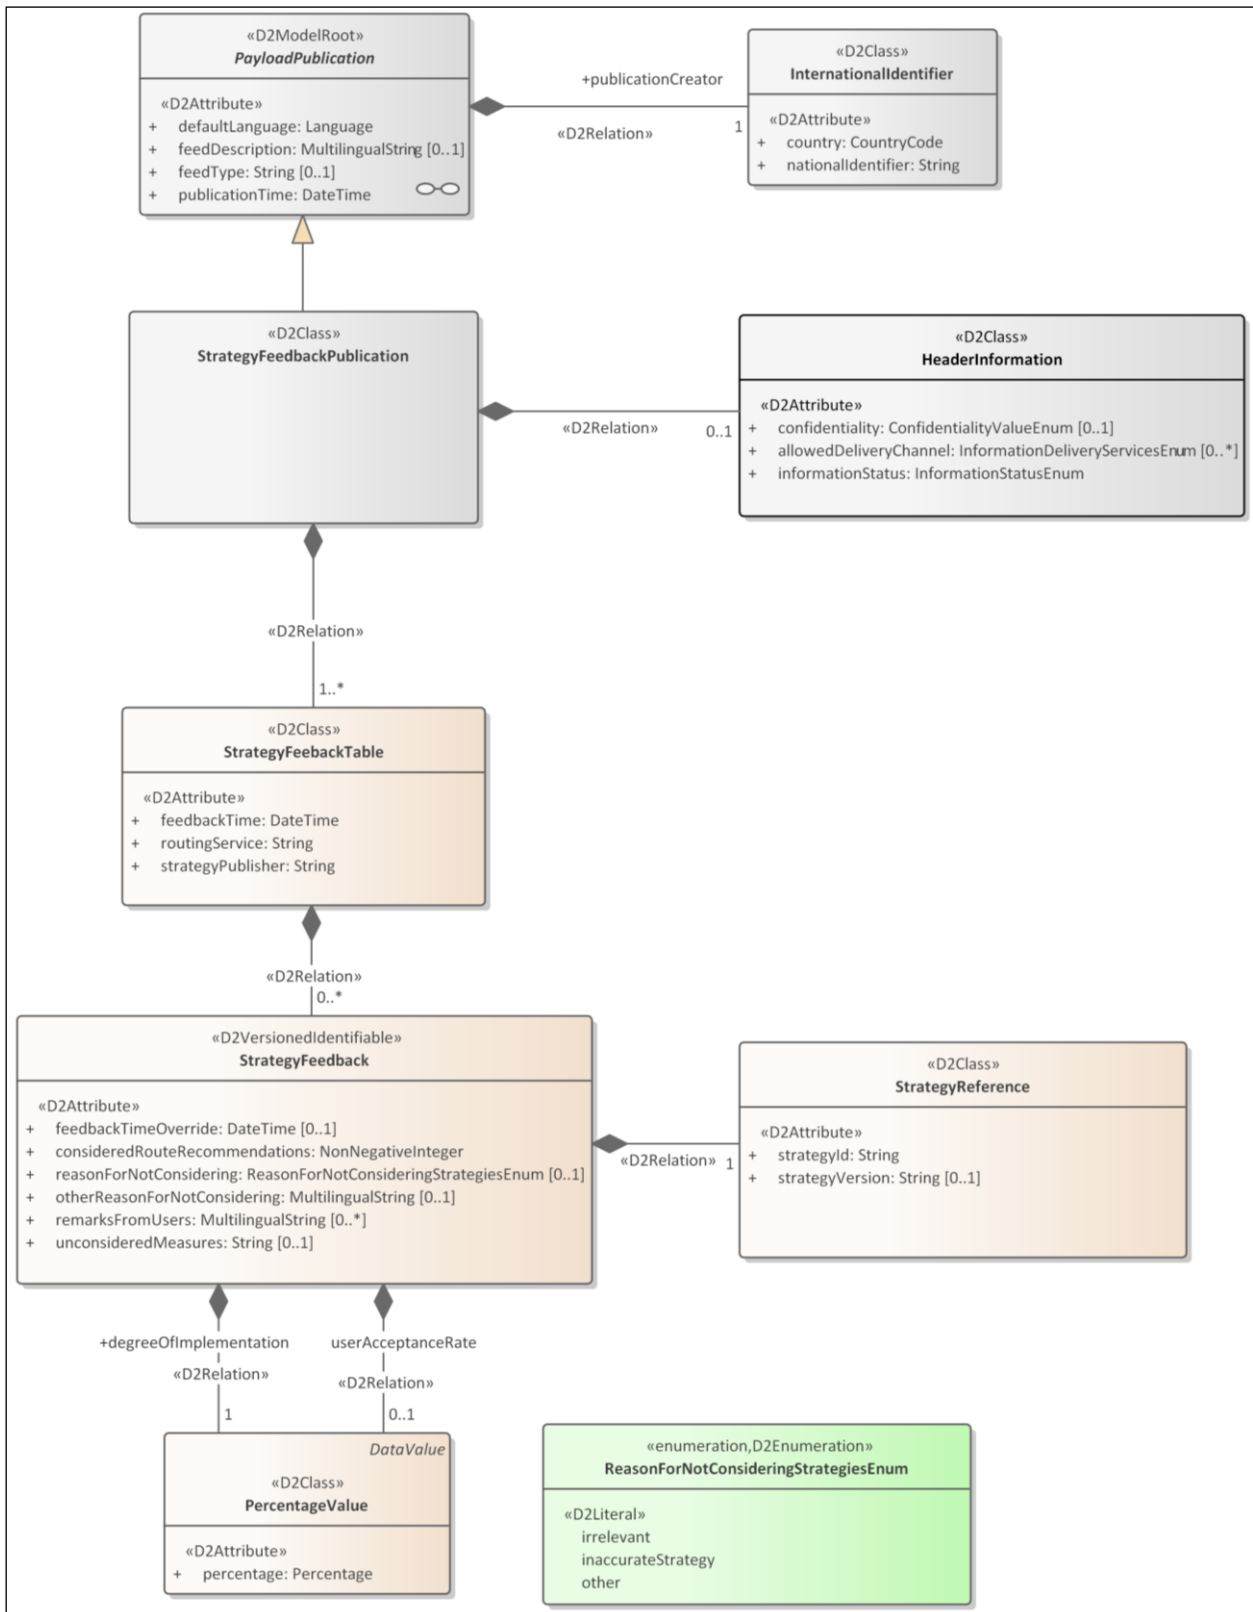 «D2ModelRoot»
PayloadPublication
«D2Attribute»
+ defaultLanguage: Language
+ feedDescription: MultilingualString [0..1]
+ feedType: String [0..1]
+ publicationTime: DateTime
+publicationCreator
«D2Relation»
1
«D2Class»
InternationalIdentifier
«D2Attribute»
+ country: CountryCode
+ nationalIdentifier: String
«D2Class»
StrategyFeedbackPublication
«D2Relation»
0..1
«D2Class»
HeaderInformation
«D2Attribute»
+ confidentiality: ConfidentialityValueEnum [0..1]
+ allowedDeliveryChannel: InformationDeliveryServicesEnum [0..*]
+ informationStatus: InformationStatusEnum
«D2Relation»
1..*
«D2Class»
StrategyFeebackTable
«D2Attribute»
+ feedbackTime: DateTime
+ routingService: String
+ strategyPublisher: String
«D2Relation»
0..*
«D2VersionedIdentifiable»
StrategyFeedback
«D2Attribute»
+ feedbackTimeOverride: DateTime [0..1]
+ consideredRouteRecommendations: NonNegativeInteger
+ reasonForNotConsidering: ReasonForNotConsideringStrategiesEnum [0..1]
+ otherReasonForNotConsidering: MultilingualString [0..1]
+ remarksFromUsers: MultilingualString [0..*]
+ unconsideredMeasures: String [0..1]
«D2Relation»
1
«D2Class»
StrategyReference
«D2Attribute»
+ strategyId: String
+ strategyVersion: String [0..1]
+degreeOfImplementation
«D2Relation»
1
userAcceptanceRate
«D2Relation»
0..1
DataValue
«D2Class»
PercentageValue
«D2Attribute»
+ percentage: Percentage
«enumeration,D2Enumeration»
ReasonForNotConsideringStrategiesEnum
«D2Literal»
irrelevant
inaccurateStrategy
other